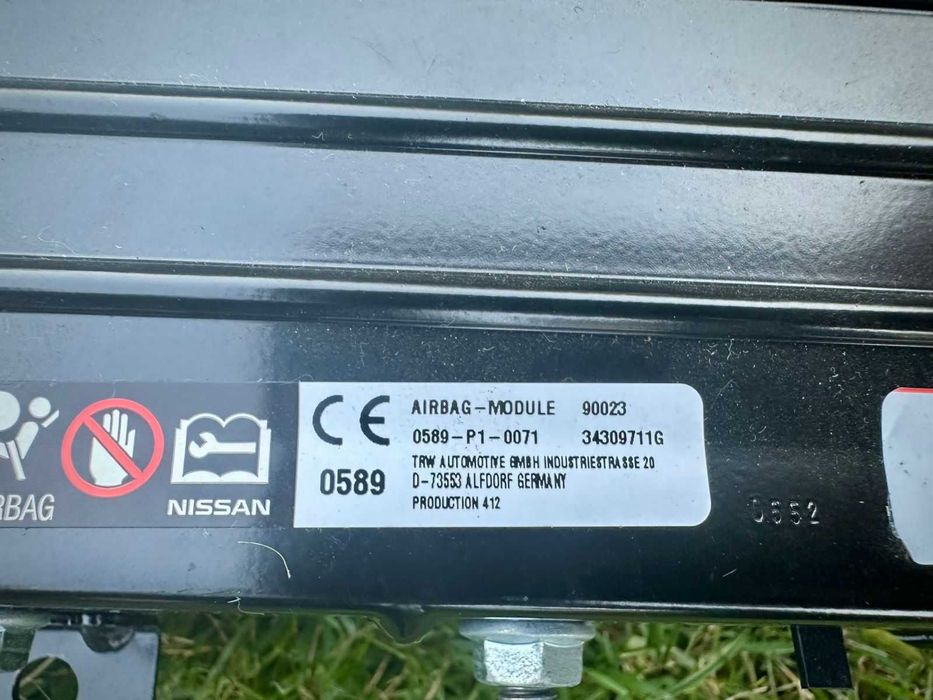 CE AIRBAG-MODULE 90023
0589-P1-0071 34309711G
0589
TRW AUTOMOTIVE GMBH INDUSTRIESTRASSE 20
D-73553 ALFDORF GERMANY
PRODUCTION 412
RBAG
NISSAN
0652